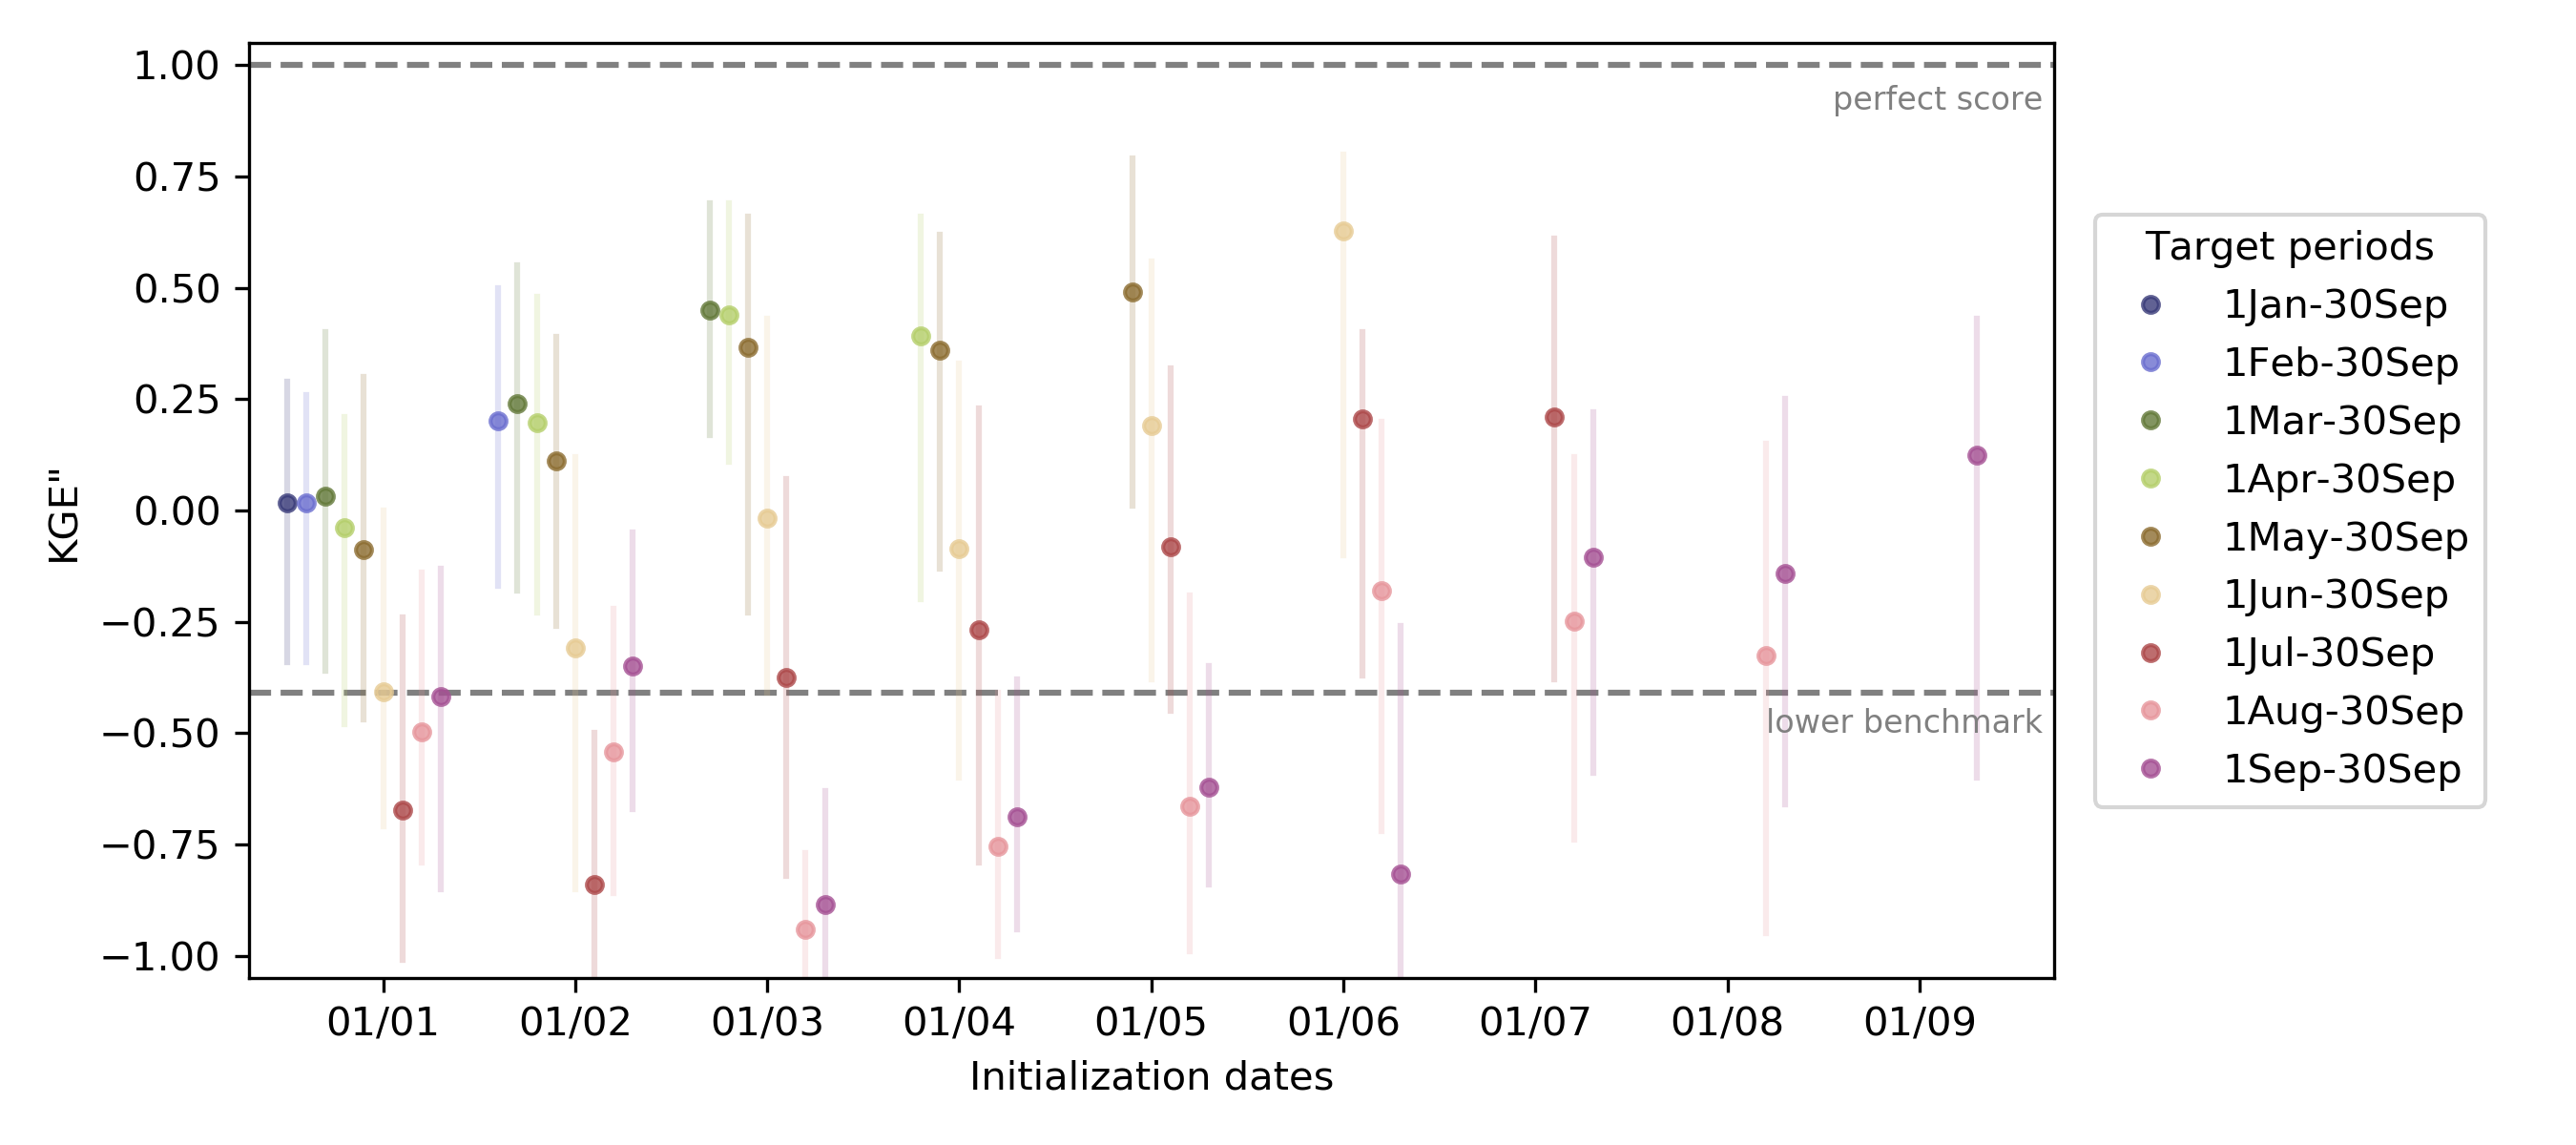 1.00
0.75
0.50
0.25
0.00
−0.25
−0.50
−0.75
−1.00
KGE"
perfect score
lower benchmark
01/01 01/02 01/03 01/04 01/05 01/06 01/07 01/08 01/09
Initialization dates
Target periods
1Jan-30Sep
1Feb-30Sep
1Mar-30Sep
1Apr-30Sep
1May-30Sep
1Jun-30Sep
1Jul-30Sep
1Aug-30Sep
1Sep-30Sep